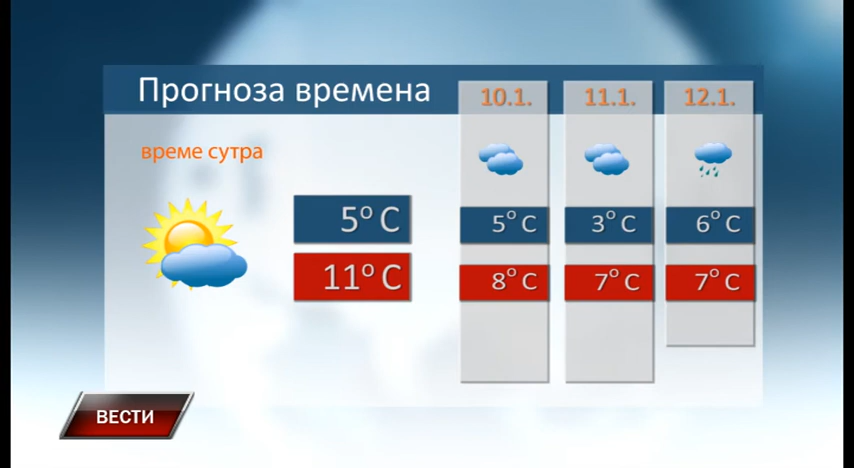 Прогноза времена
време сутра
5° C
11° C
10.1.
5° C
8° C
11.1.
3° C
7° C
12.1.
6° C
7° C
ВЕСТИ